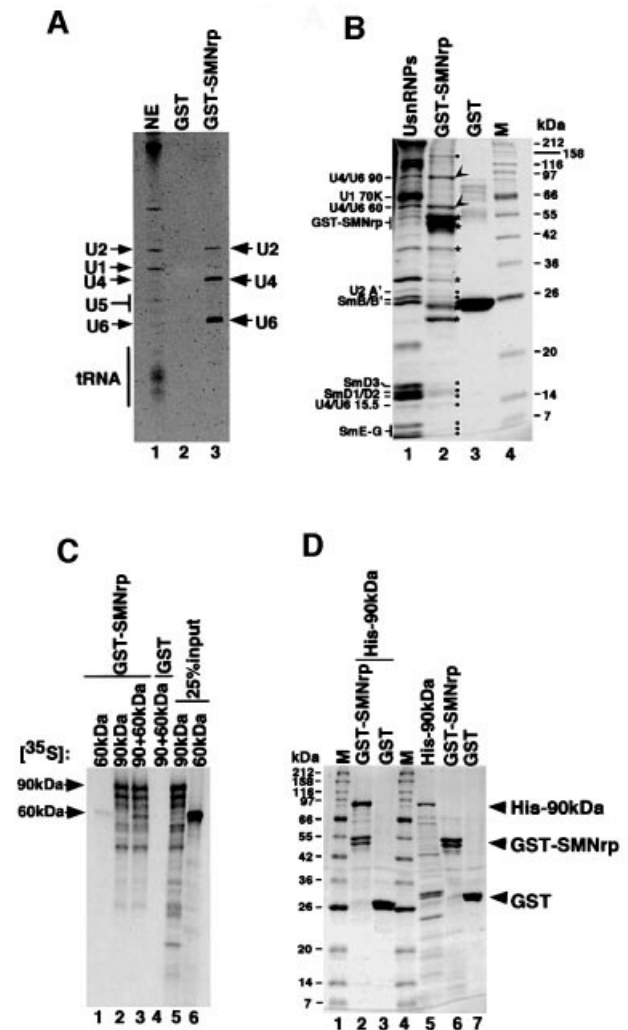 A
NE
GST
GST-SMNrp
U2
U1
U4
U5
U6
tRNA
U2
U4
U6
1 2 3
B
UsnRNPs
GST-SMNrp
GST
M
kDa
U4/U6 90
U1 70K
U4/U6 60
GST-SMNrp
U2 A'
SmB/B'
SmD3
SmD1/D2
U4/U6 15.5
SmE-G
212
158
116
97
66
55
42
36
26
20
14
7
1 2 3 4
C
GST-SMNrp
GST
25%input
[35S]:
60kDa
90kDa
90+60kDa
90+60kDa
90kDa
60kDa
90kDa
60kDa
1 2 3 4 5 6
D
His-90kDa
kDa
M
GST-SMNrp
GST
M
His-90kDa
GST-SMNrp
GST
212
158
116
97
66
55
42
36
26
20
14
7
His-90kDa
GST-SMNrp
GST
1 2 3 4 5 6 7